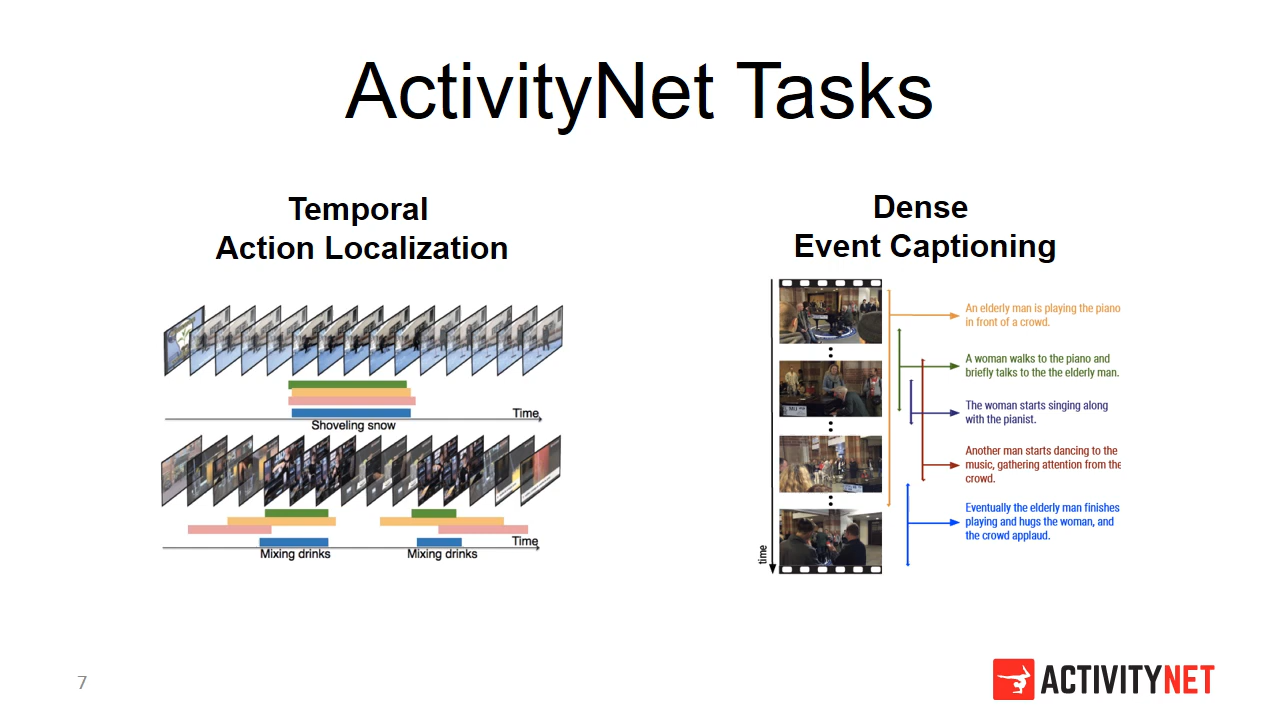 ActivityNet Tasks
Temporal
Action Localization
Time
Shoveling snow
Time
Mixing drinks
Mixing drinks
Dense
Event Captioning
time
An elderly man is playing the piano
in front of a crowd.
A woman walks to the piano and
briefly talks to the the elderly man.
The woman starts singing along
with the pianist.
Another man starts dancing to the
music, gathering attention from the
crowd.
Eventually the elderly man finishes
playing and hugs the woman, and
the crowd applaud.
7
ACTIVITYNET